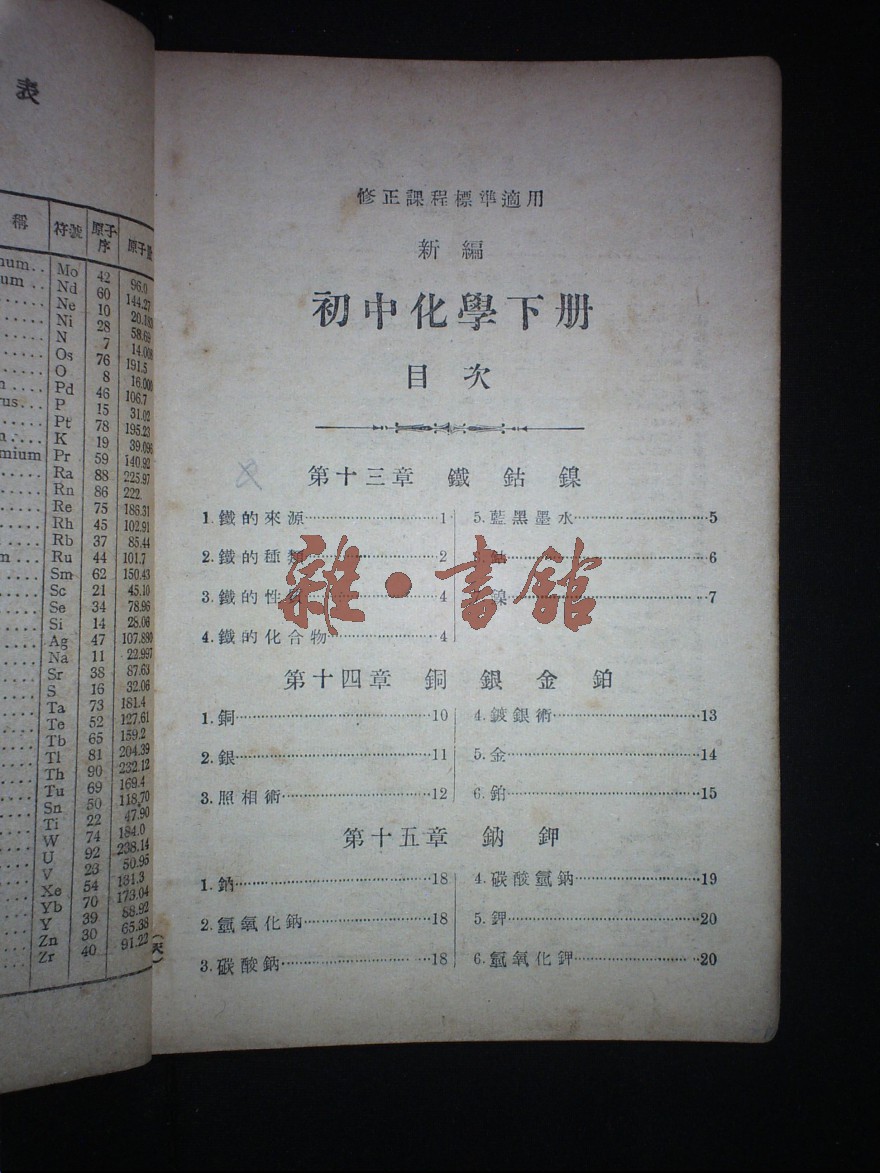 表
稱 符號 原子序 原子量
num.. Mo 42 96.0
ium .. Nd 60 144.27
Ne 10 20.183
Ni 28 58.69
N 7 14.008
Os 76 191.5
O 8 16.000
Pd 46 106.7
rus... P 15 31.02
Pt 78 195.23
K 19 39.096
mium Pr 59 140.92
Ra 88 225.97
Rn 86 222.
Re 75 186.31
Rh 45 102.91
Rb 37 85.44
Ru 44 101.7
Sm 62 150.43
Sc 21 45.10
Se 34 78.96
Si 14 28.06
Ag 47 107.880
Na 11 22.997
Sr 38 87.63
S 16 32.06
Ta 73 181.4
Te 52 127.61
Tb 65 159.2
Tl 81 204.39
Th 90 232.12
Tu 69 169.4
Sn 50 118.70
Ti 22 47.90
W 74 184.0
U 92 238.14
V 23 50.95
Xe 54 131.3
Yb 70 173.04
Y 39 88.92
Zn 30 65.38
Zr 40 91.22
修正課程標準適用
新編
初中化學下册
目次
第十三章 鐵 鈷 鎳
1. 鐵的來源 1
2. 鐵的種類 2
3. 鐵的性質 4
4. 鐵的化合物 4
5. 藍黑墨水 5
6. 鈷 6
鎳 7
雜·書館
第十四章 銅 銀 金 鉑
1. 銅 10
2. 銀 11
3. 照相術 12
4. 鍍銀術 13
5. 金 14
6. 鉑 15
第十五章 鈉 鉀
1. 鈉 18
2. 氫氧化鈉 18
3. 碳酸鈉 18
4. 碳酸氫鈉 19
5. 鉀 20
6. 氫氧化鉀 20